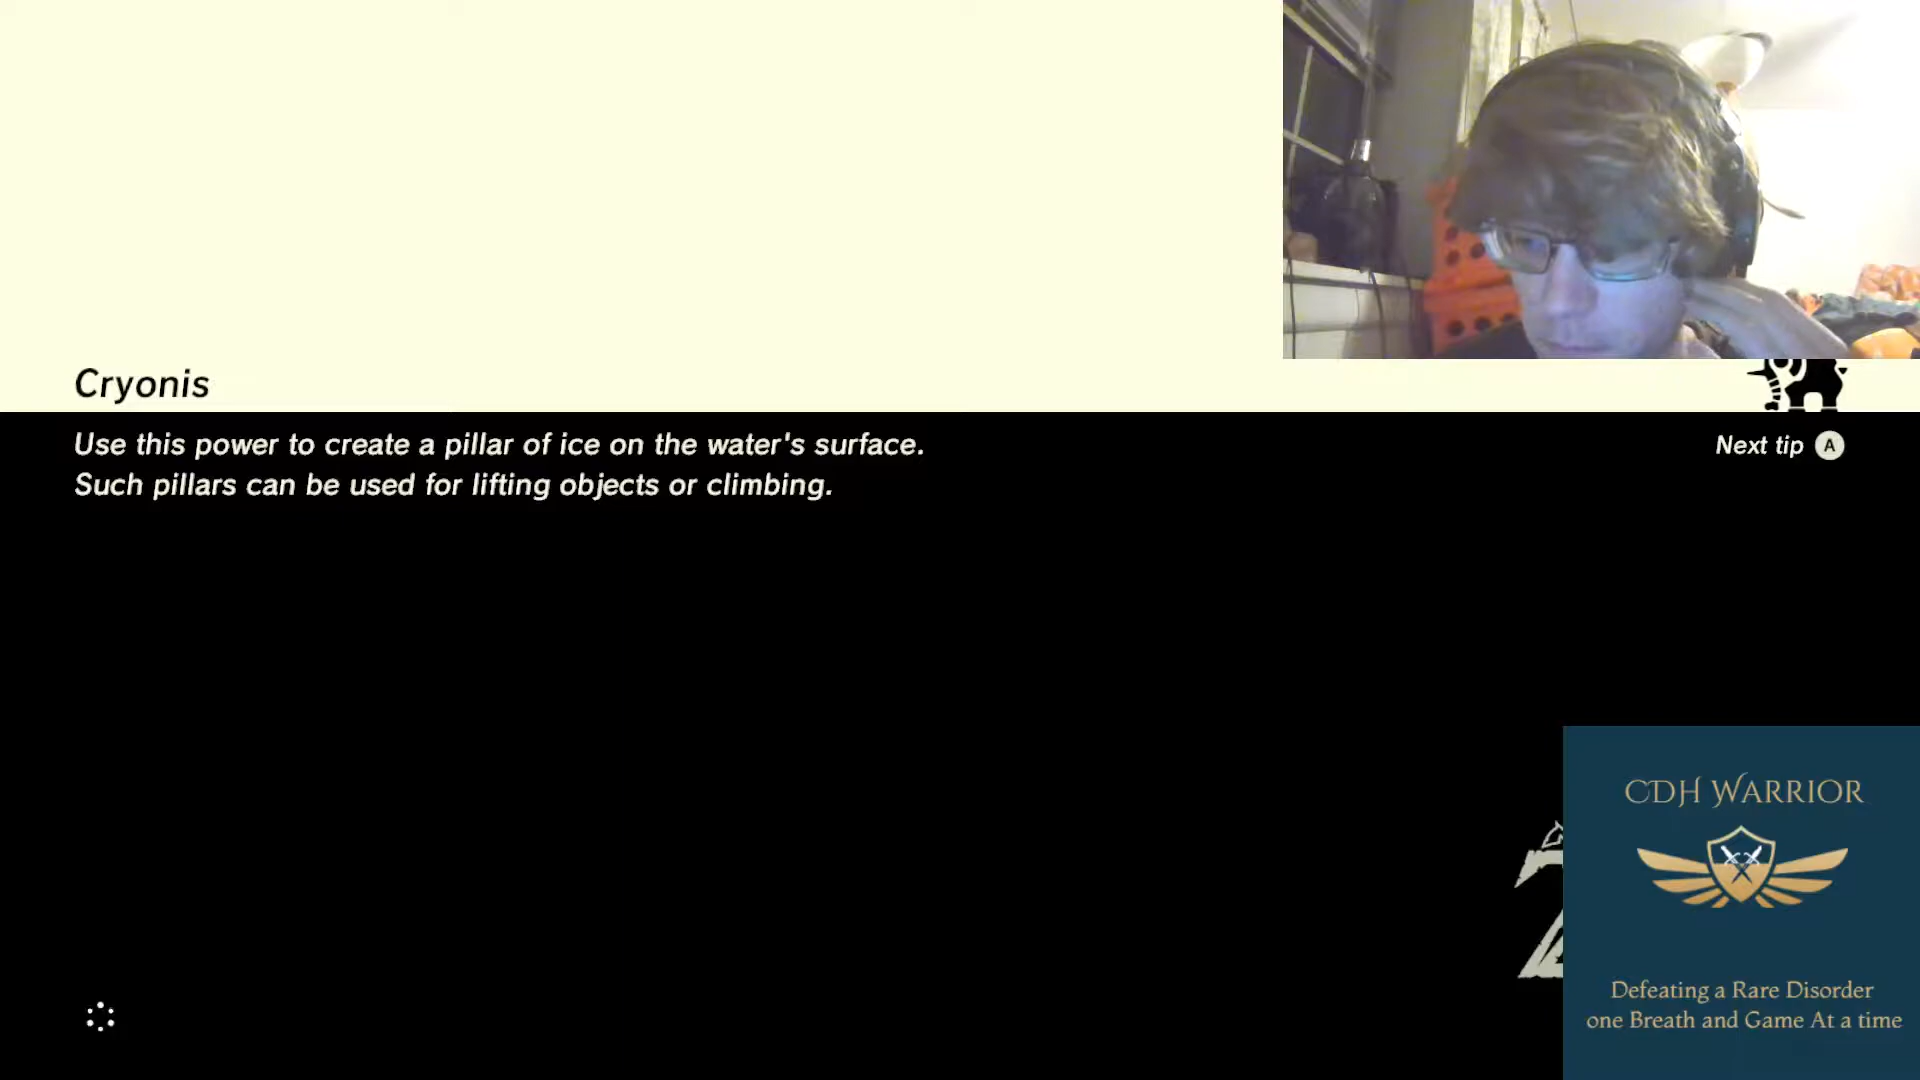 Cryonis
Use this power to create a pillar of ice on the water's surface.
Such pillars can be used for lifting objects or climbing.
Next tip A
CDH WARRIOR
Defeating a Rare Disorder
one Breath and Game At a time